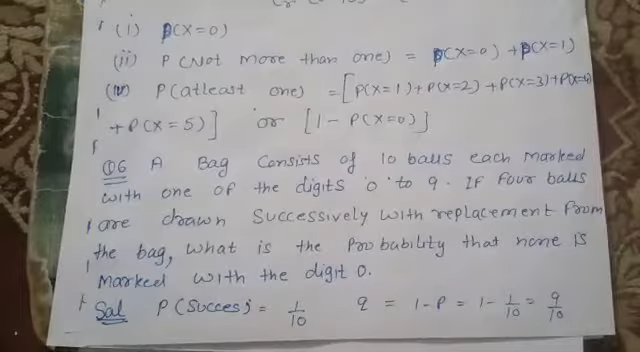 (i) P(X=0)
(ii) P (Not more than one) = P(X=0) + P(X=1)
(iv) P(atleast one) = [P(X=1)+P(X=2) +P(X=3)+P(X=4)
+ P(X=5)] or [1 - P(X=0)]
Q6 A Bag Consists of 10 balls each marked
with one of the digits 0 to 9. If four balls
are drawn Successively with replacement from
the bag, what is the Probability that none is
Marked with the digit 0.
Sol P(Succes) = 1/10 q = 1-P = 1 - 1/10 = 9/10